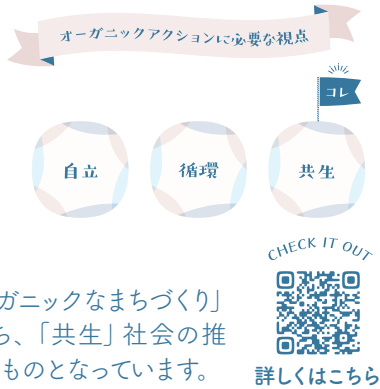 オーガニックアクションに必要な視点
コレ
自立
循環
共生
CHECK IT OUT
ガニックなまちづくり」
ち、「共生」社会の推
ものとなっています。
詳しくはこちら